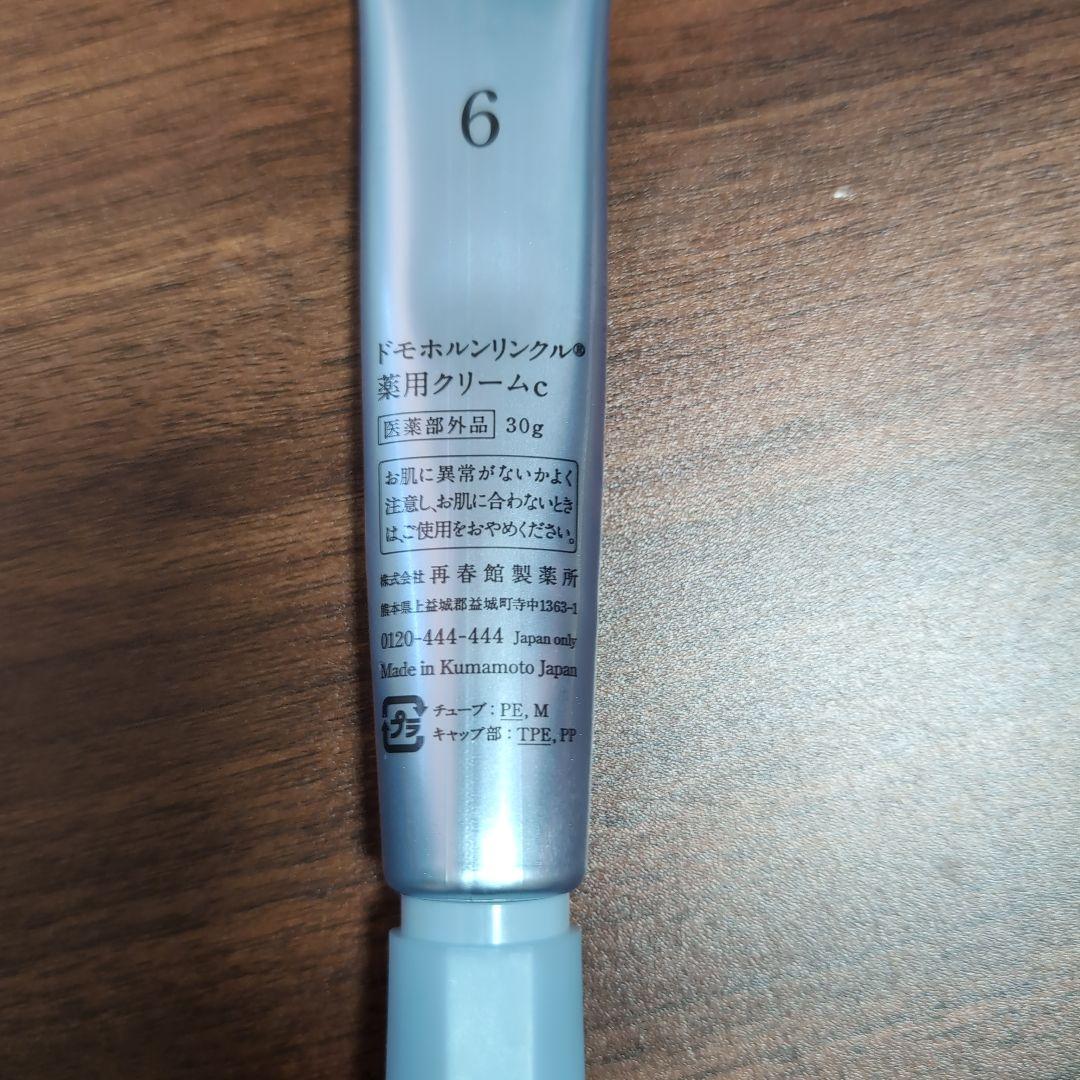 6
ドモホルンリンクル®
薬用クリームc
医薬部外品 30g
お肌に異常がないかよく
注意し、お肌に合わないとき
は、ご使用をおやめください。
株式会社 再春館製薬所
熊本県上益城郡益城町寺中1363-1
0120-444-444 Japan only
Made in Kumamoto Japan
プラ
チューブ : PE, M
キャップ部 : TPE, PP